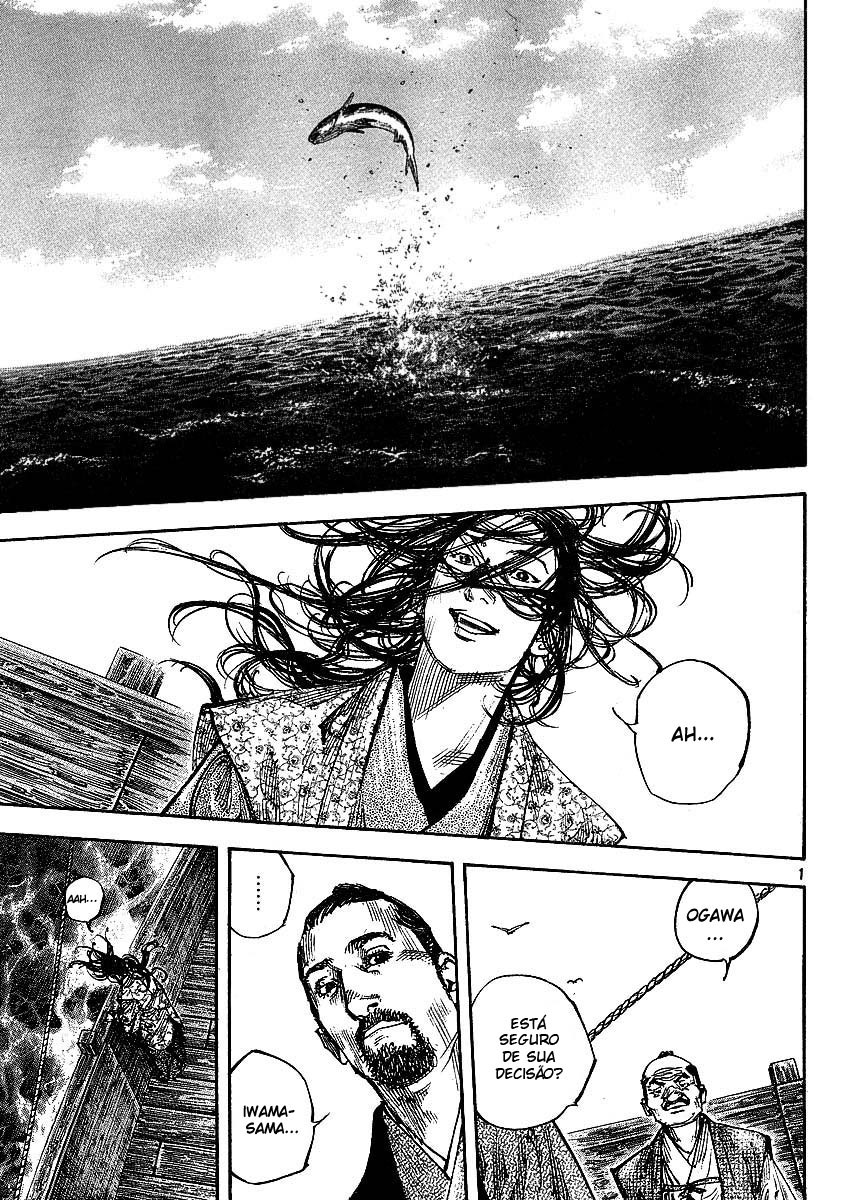 AH...
1
OGAWA
...
ESTÁ
SEGURO
DE SUA
DECISÃO?
........
IWAMA-
SAMA...
AAH...